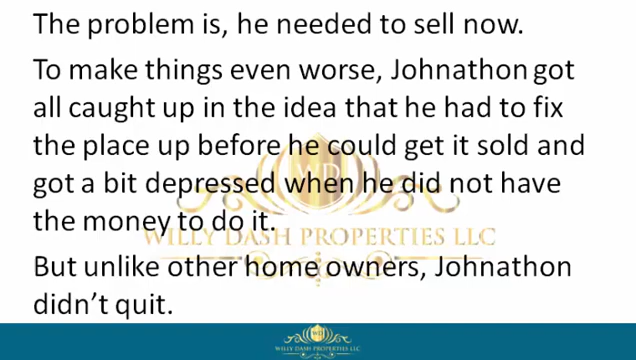 The problem is, he needed to sell now.
To make things even worse, Johnathon got
all caught up in the idea that he had to fix
the place up before he could get it sold and
got a bit depressed when he did not have
the money to do it.
WILLY DASH PROPERTIES LLC
But unlike other home owners, Johnathon
didn’t quit.
WILLY DASH PROPERTIES LLC